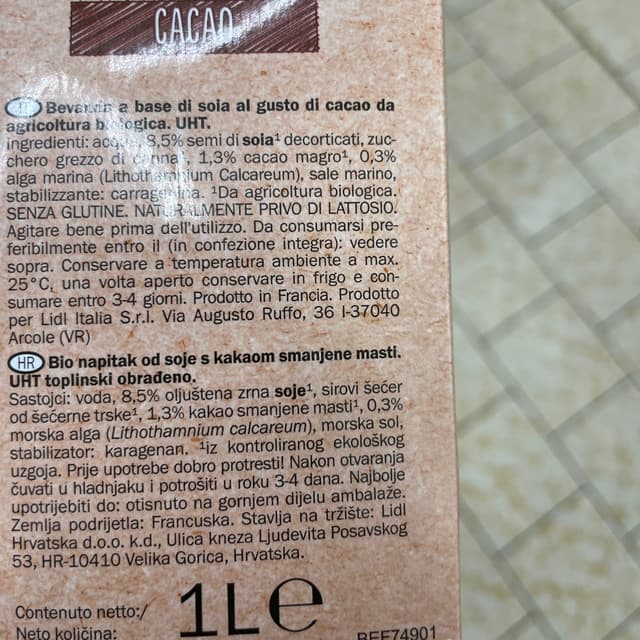 CACAO
Bevanda a base di soia al gusto di cacao da
agricoltura biologica. UHT.
Ingredienti: acqua, 8,5% semi di soia¹ decorticati, zuc-
chero grezzo di canna¹, 1,3% cacao magro¹, 0,3%
alga marina (Lithothamnium Calcareum), sale marino,
stabilizzante: carragenina. ¹Da agricoltura biologica.
SENZA GLUTINE. NATURALMENTE PRIVO DI LATTOSIO.
Agitare bene prima dell'utilizzo. Da consumarsi pre-
feribilmente entro il (in confezione integra): vedere
sopra. Conservare a temperatura ambiente a max.
25°C, una volta aperto conservare in frigo e con-
sumare entro 3-4 giorni. Prodotto in Francia. Prodotto
per Lidl Italia S.r.l. Via Augusto Ruffo, 36 I-37040
Arcole (VR)
HR Bio napitak od soje s kakaom smanjene masti.
UHT toplinski obrađeno.
Sastojci: voda, 8,5% oljuštena zrna soje¹, sirovi šećer
od šećerne trske¹, 1,3% kakao smanjene masti¹, 0,3%
morska alga (Lithothamnium calcareum), morska sol,
stabilizator: karagenan. ¹iz kontroliranog ekološkog
uzgoja. Prije upotrebe dobro protresti! Nakon otvaranja
čuvati u hladnjaku i potrošiti u roku 3-4 dana. Najbolje
upotrijebiti do: otisnuto na gornjem dijelu ambalaže.
Zemlja podrijetla: Francuska. Stavlja na tržište: Lidl
Hrvatska d.o.o. k.d., Ulica kneza Ljudevita Posavskog
53, HR-10410 Velika Gorica, Hrvatska.
Contenuto netto:/
Neto količina:
1L e
BEF74901